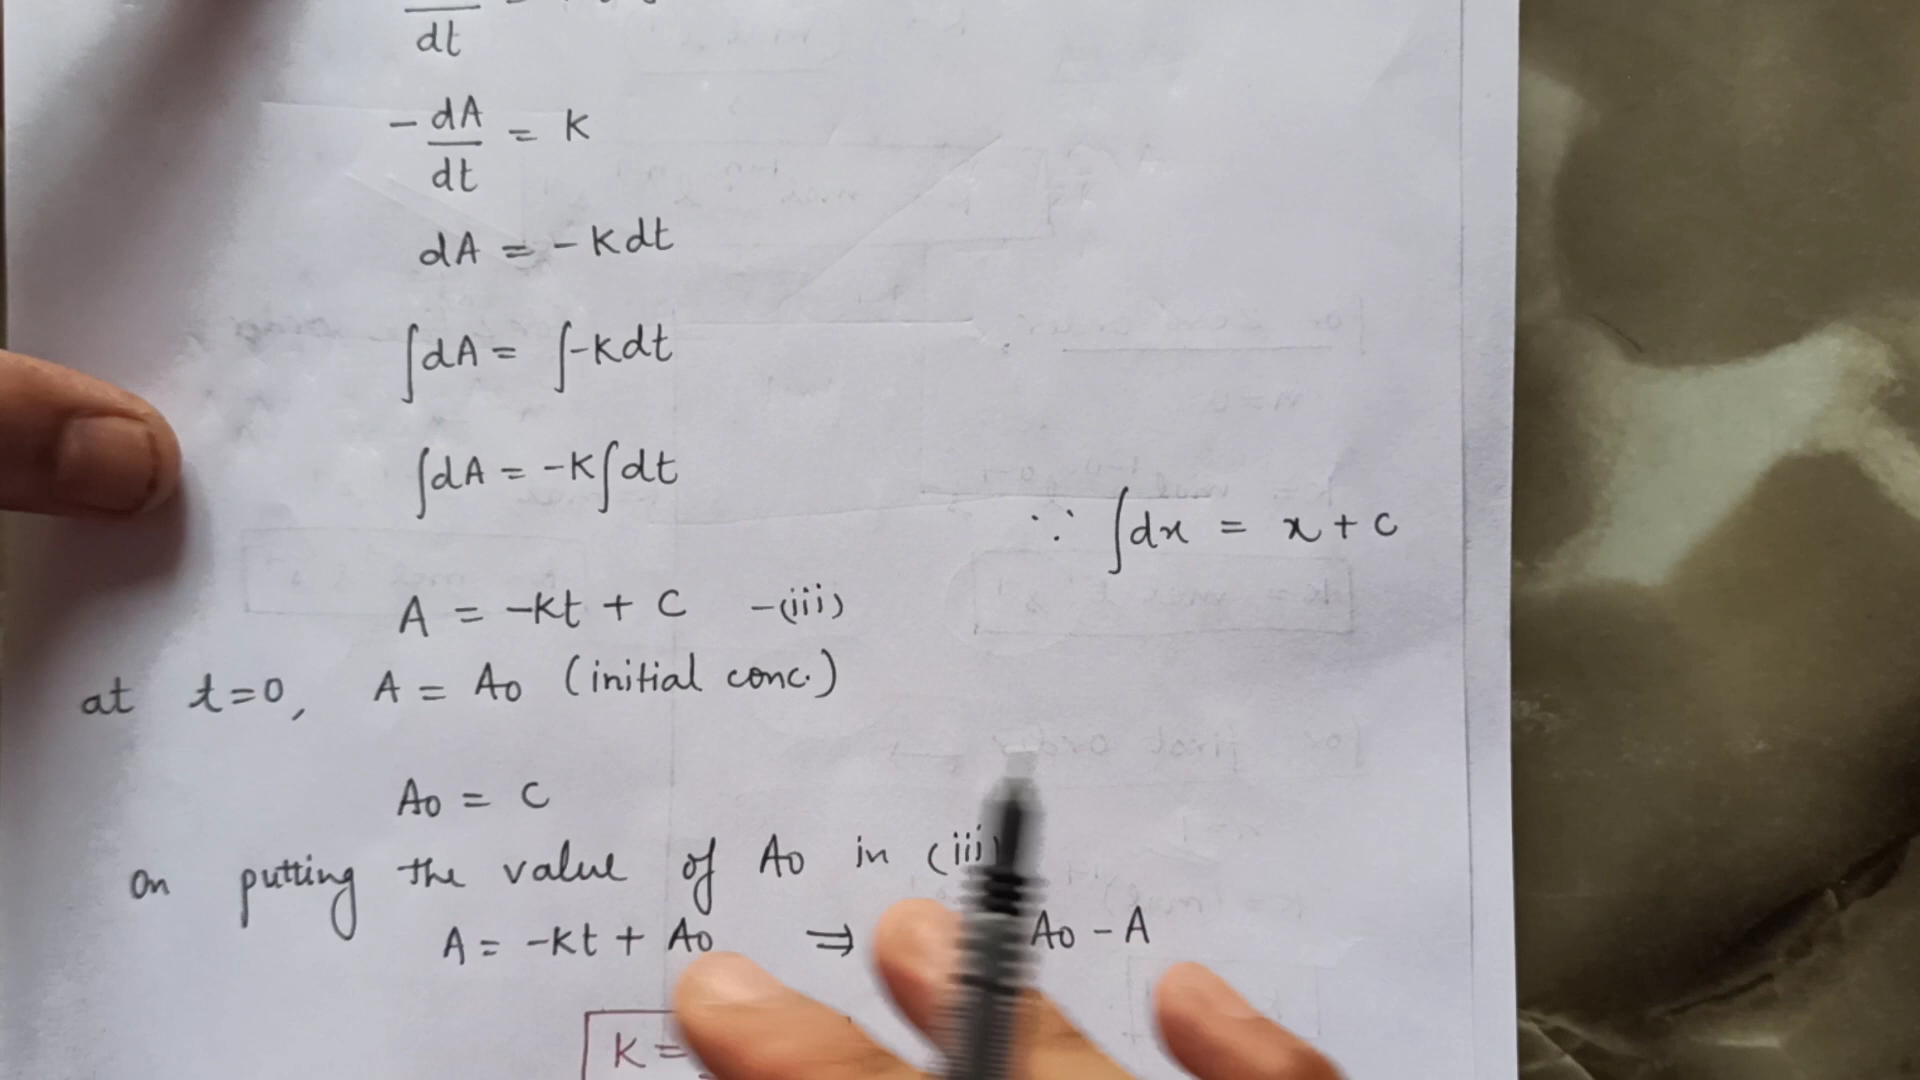 dt
- dA/dt = K
dA = - Kdt
∫dA = ∫-Kdt
∫dA = -K∫dt
∵ ∫dx = x + c
A = -Kt + C -(iii)
at t=0, A = A0 (initial conc.)
A0 = C
On putting the value of A0 in (iii)
A = -Kt + A0 ⇒ A0 - A
K =